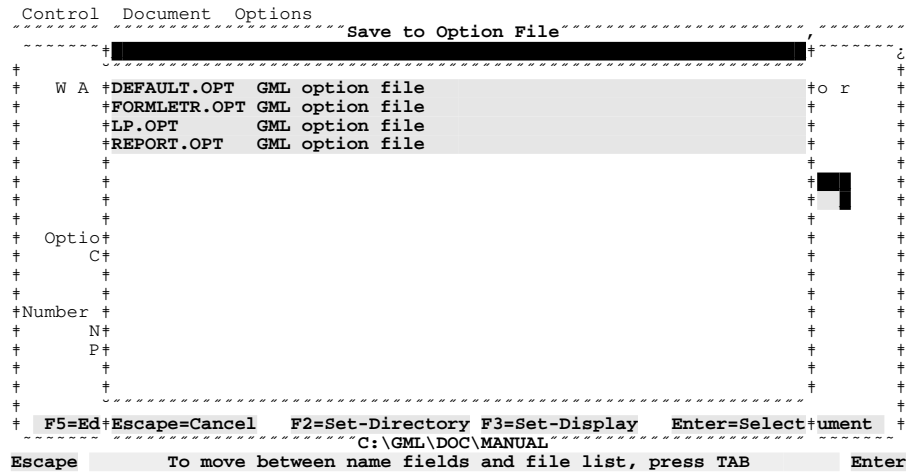 Control Document Options
Save to Option File
W A DEFAULT.OPT GML option file o r
FORMLETR.OPT GML option file
LP.OPT GML option file
REPORT.OPT GML option file
Optio
C
Number
N
P
F5=Ed Escape=Cancel F2=Set-Directory F3=Set-Display Enter=Select ument
C:\GML\DOC\MANUAL
Escape To move between name fields and file list, press TAB Enter